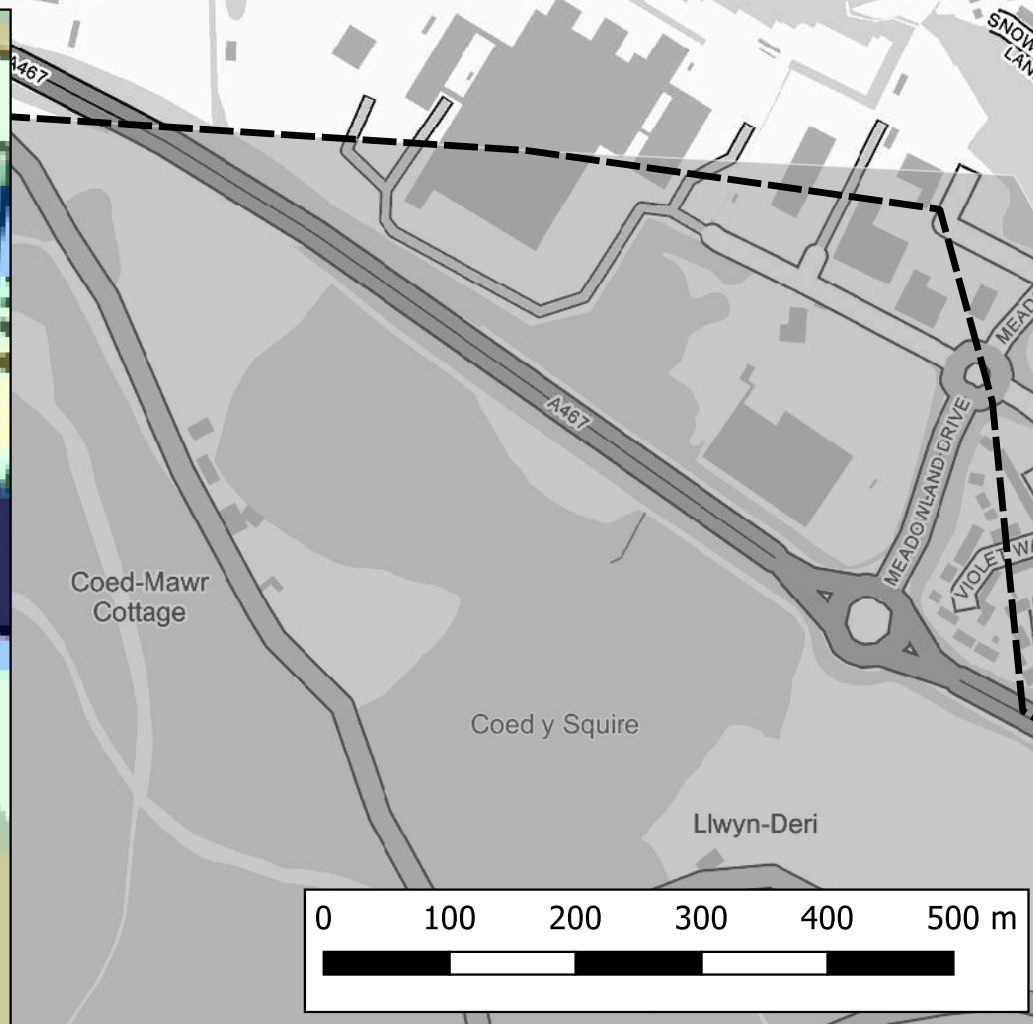 SNOW
LAN
A467
MEAD
A467
MEADOWLAND DRIVE
VIOLET WA
Coed-Mawr
Cottage
Coed y Squire
Llwyn-Deri
0 100 200 300 400 500 m